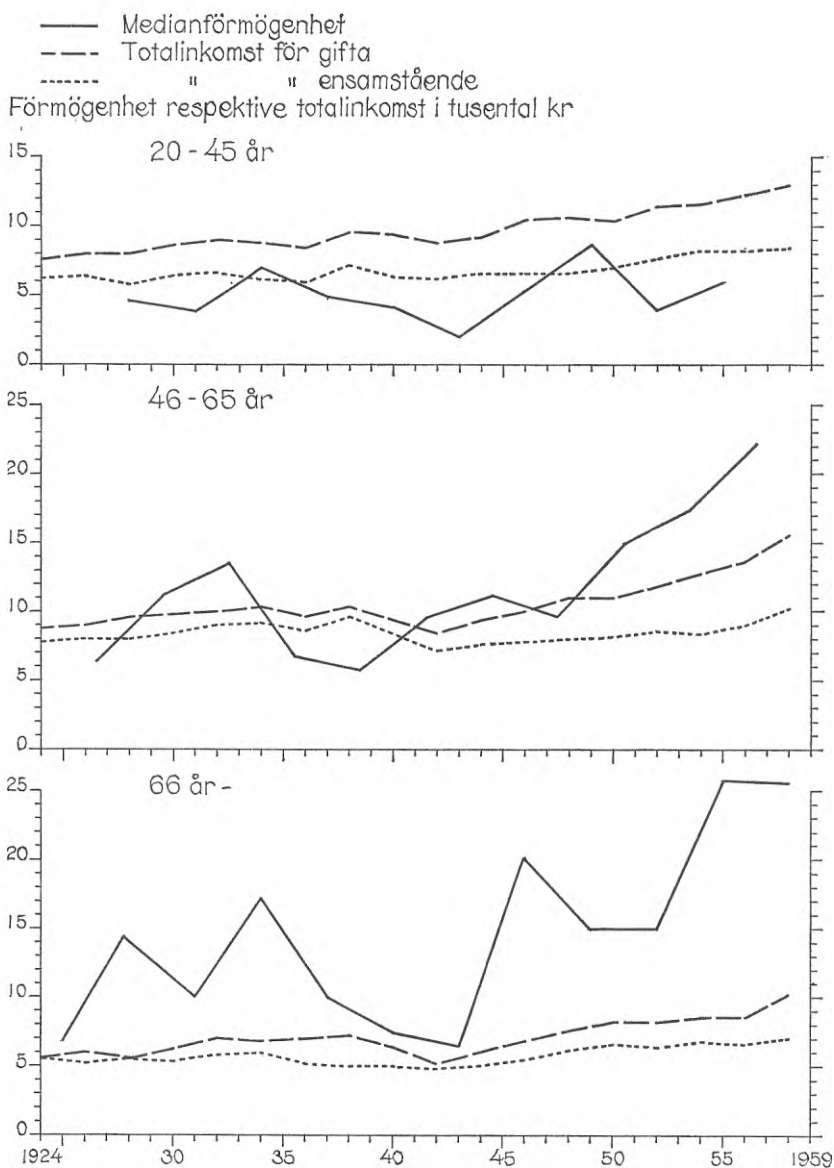 Medianförmögenhet
Totalinkomst för gifta
" " ensamstående
Förmögenhet respektive totalinkomst i tusental kr
15
20 - 45 år
10
5
0
25
46 - 65 år
20
15
10
5
0
25
66 år -
20
15
10
5
0
1924 30 35 40 45 50 55 1959